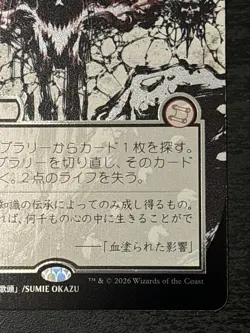 ブラリーからカード１枚を探す。
ブラリーを切り直し、そのカード
く。２点のライフを失う。
知識の伝承によってのみ成し得るもの。
れば、何千もの心の中に生きることがで
――「血塗られた影響」
™ & © 2026 Wizards of the Coast
歌頭」/SUMIE OKAZU